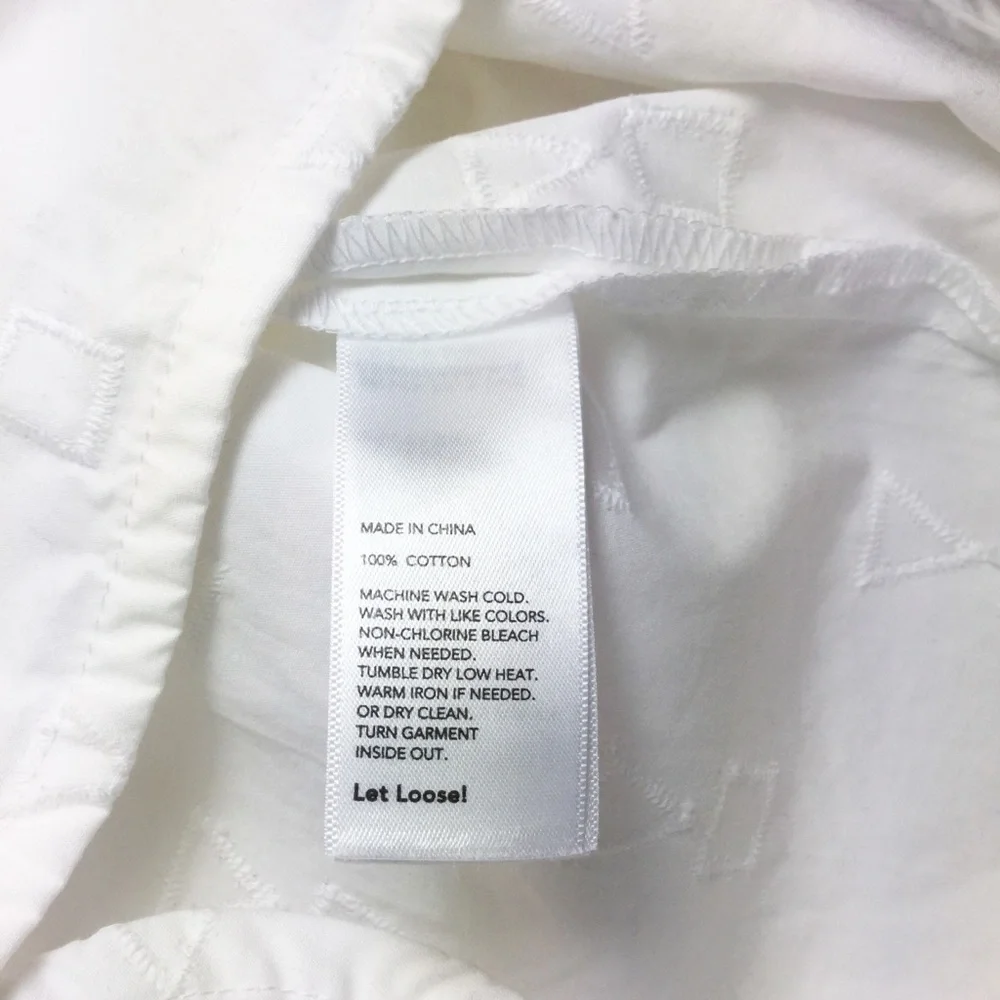 MADE IN CHINA
100% COTTON
MACHINE WASH COLD.
WASH WITH LIKE COLORS.
NON-CHLORINE BLEACH
WHEN NEEDED.
TUMBLE DRY LOW HEAT.
WARM IRON IF NEEDED.
OR DRY CLEAN.
TURN GARMENT
INSIDE OUT.
Let Loose!